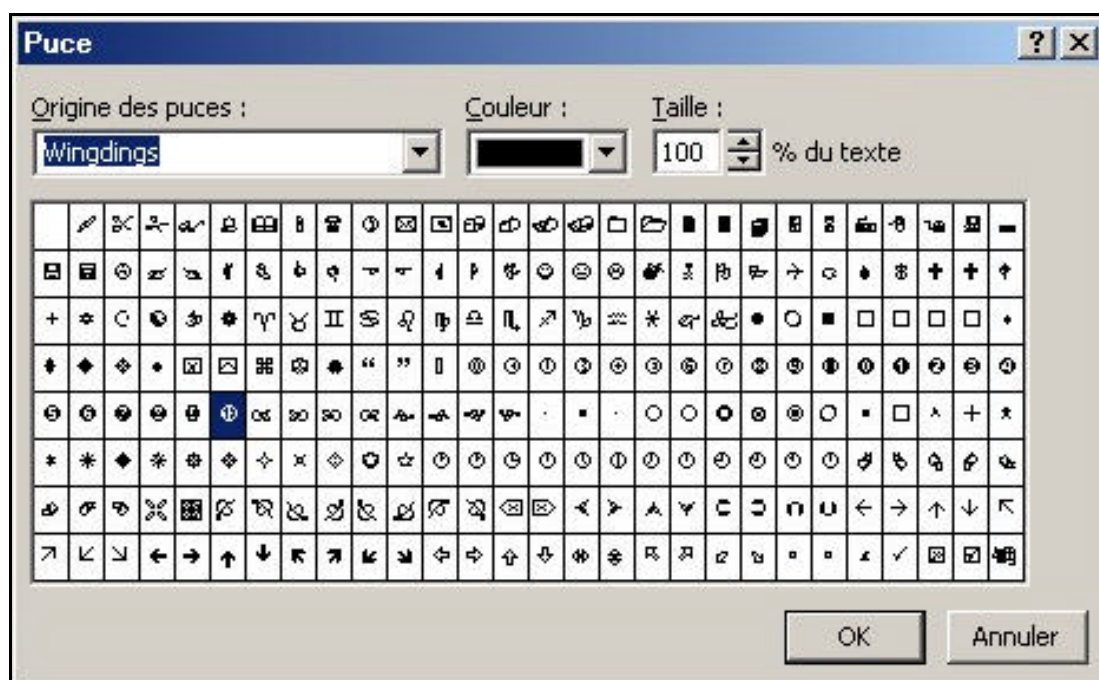 Puce
Origine des puces :
Couleur :
Taille :
Wingdings
100
% du texte
OK
Annuler